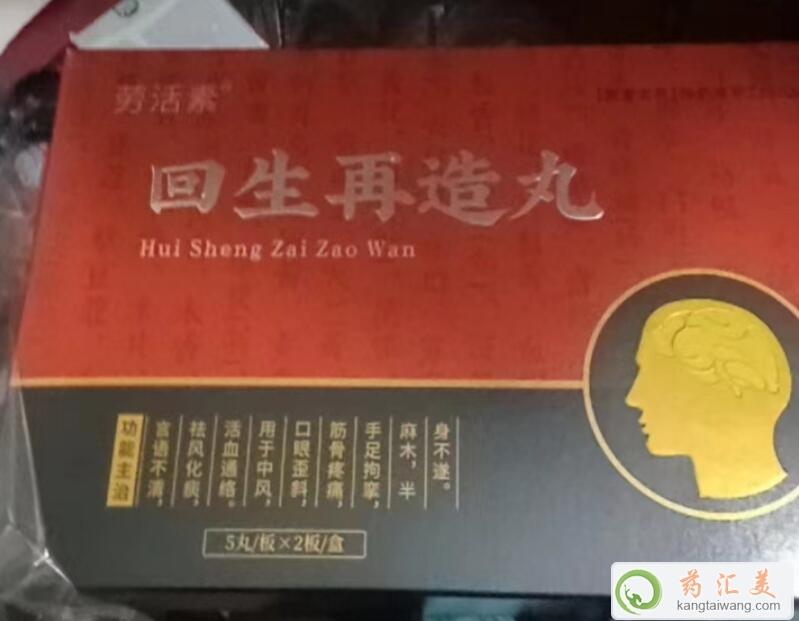 劳活素®
回生再造丸
Hui Sheng Zai Zao Wan
功能主治
言语不清,
祛风化痰,
活血通络。
用于中风,
口眼歪斜,
筋骨疼痛,
手足拘挛,
麻木,半
身不遂。
5丸/板×2板/盒
药汇美
kangtaiwang.com